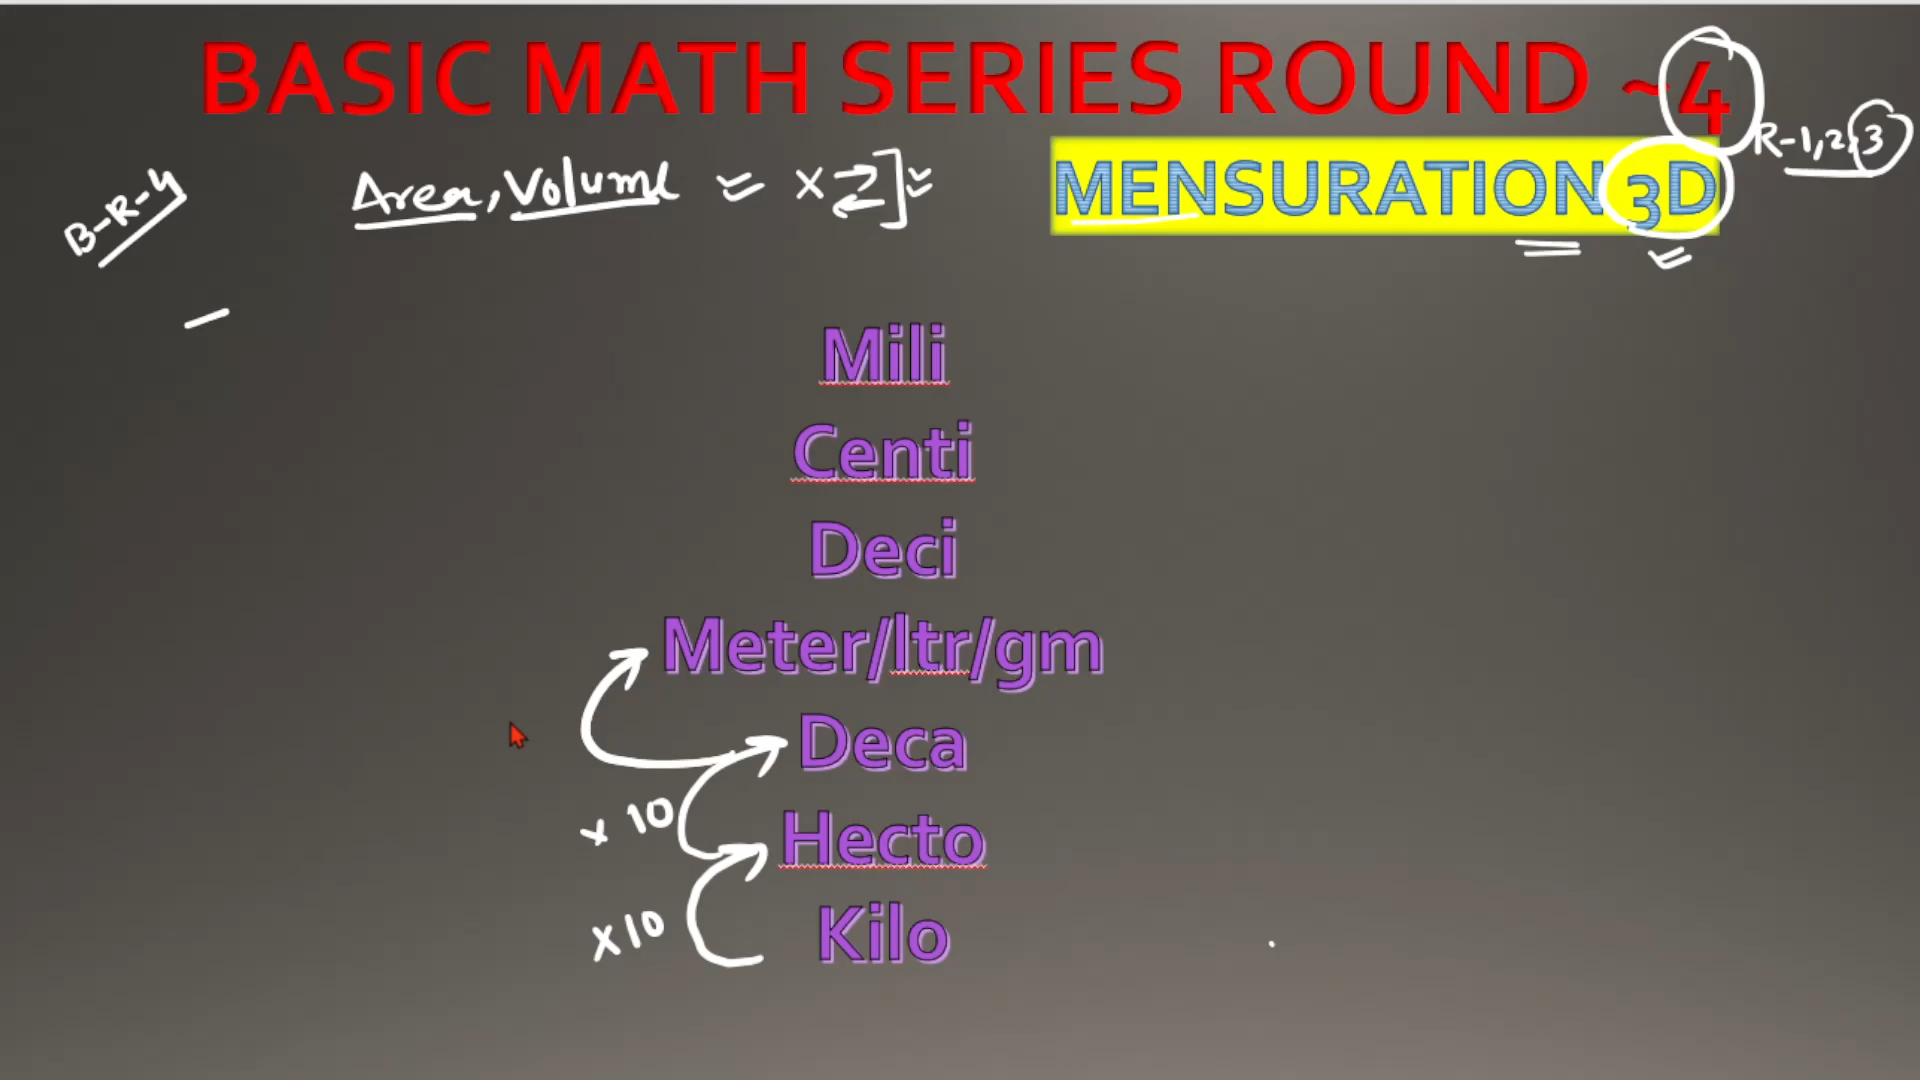 BASIC MATH SERIES ROUND ~4
R-1,2,3
B-R-4
Area, Volume = ×
MENSURATION 3D
Mili
Centi
Deci
Meter/ltr/gm
Deca
× 10
Hecto
×10
Kilo